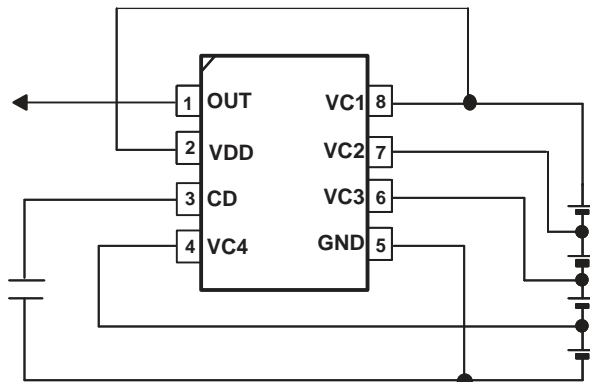 1 OUT VC1 8
2 VDD VC2 7
3 CD VC3 6
4 VC4 GND 5